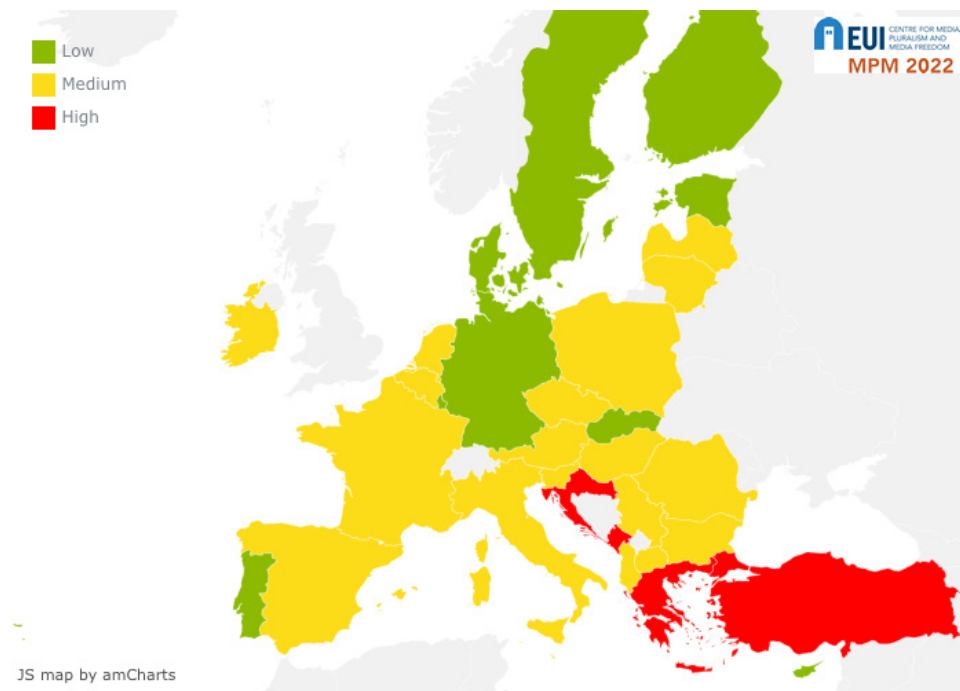 Low
Medium
High
EUI
CENTRE FOR MEDIA
PLURALISM AND
MEDIA FREEDOM
MPM 2022
JS map by amCharts